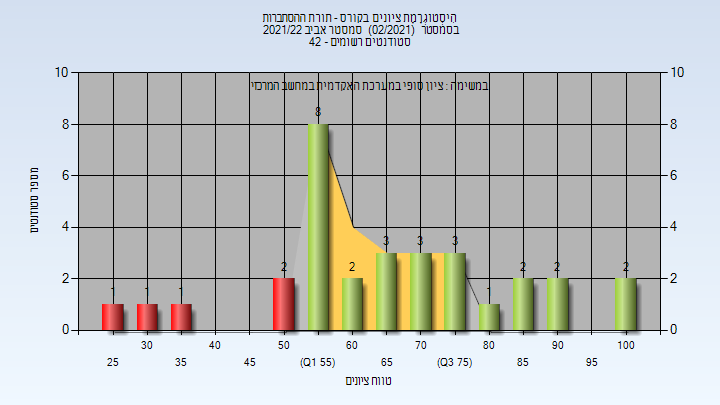 הִיסְטוֹגְרָמַת ציונים בקורס - תורת ההסתברות
בסמסטר (02/2021) סמסטר אביב 2021/22
סטודנטים רשומים - 42
במשימה : ציון סופי במערכת האקדמית במחשב המרכזי
מספר סטודנטים
10 10
8 8
6 6
4 4
2 2
0 0
1 1 1 2 8 2 3 3 3 1 2 2 2
30 40 50 60 70 80 90 100
25 35 45 (Q1 55) 65 (Q3 75) 85 95
טווח ציונים